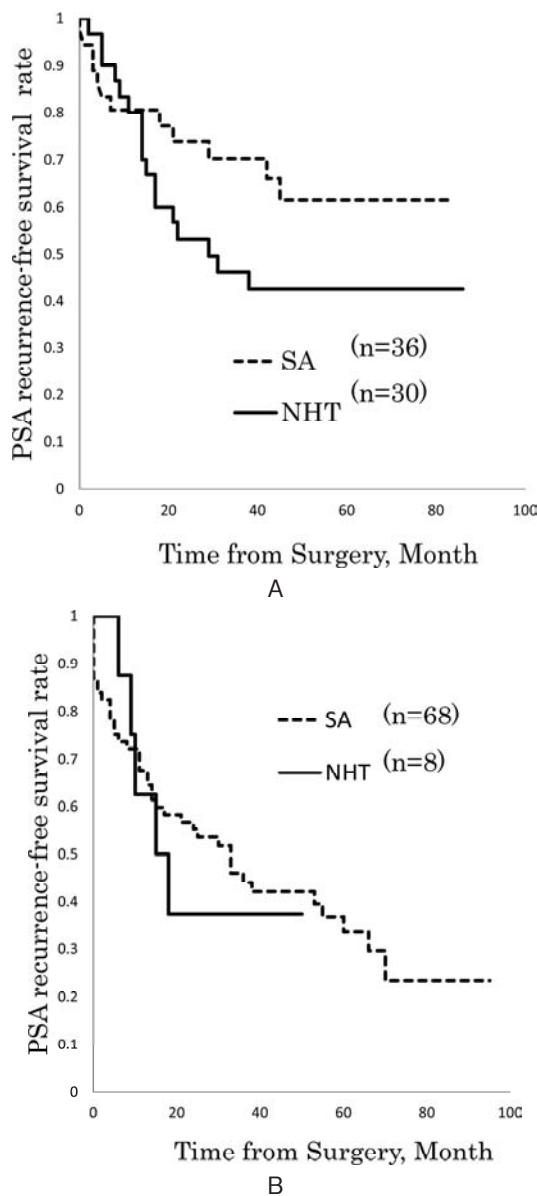 PSA recurrence-free survival rate
1
0.9
0.8
0.7
0.6
0.5
0.4
0.3
0.2
0.1
0
SA (n=36)
NHT (n=30)
0 20 40 60 80 100
Time from Surgery, Month
A
PSA recurrence-free survival rate
1
0.9
0.8
0.7
0.6
0.5
0.4
0.3
0.2
0.1
0
SA (n=68)
NHT (n=8)
0 20 40 60 80 100
Time from Surgery, Month
B